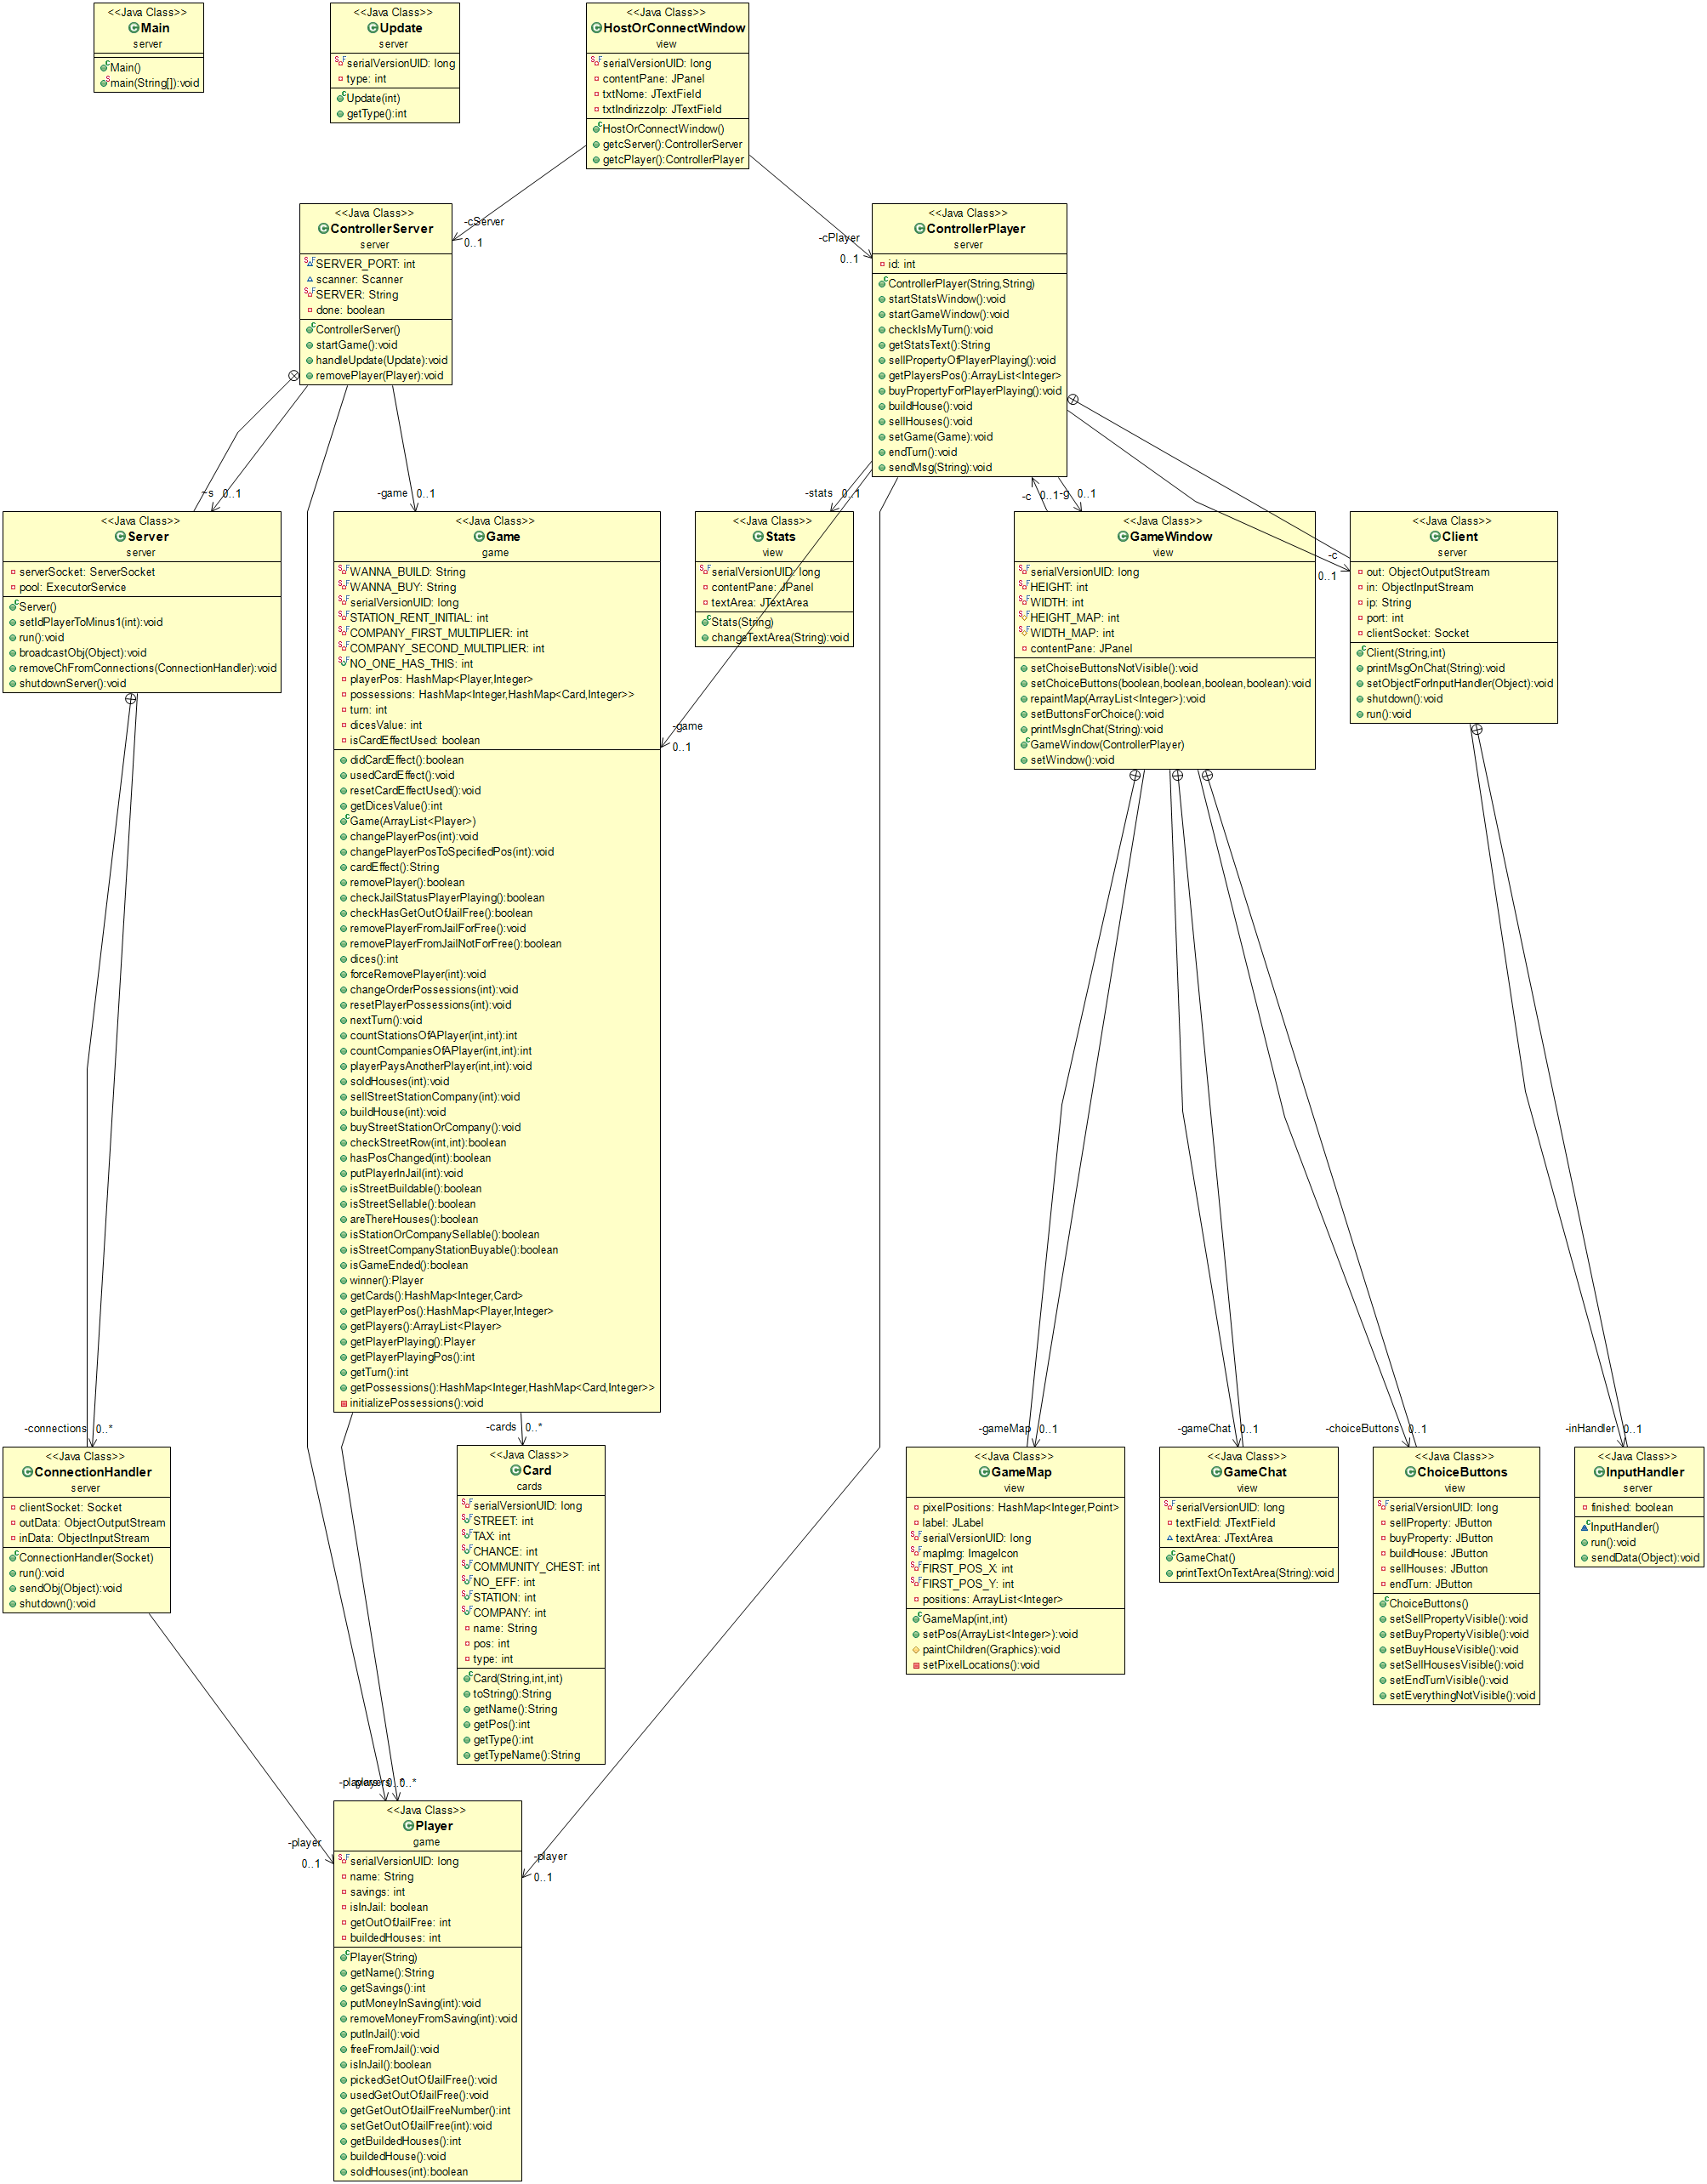 <<Java Class>>
Main
server
Main()
main(String[]):void
<<Java Class>>
Update
server
serialVersionUID: long
type: int
Update(int)
getType():int
<<Java Class>>
HostOrConnectWindow
view
serialVersionUID: long
contentPane: JPanel
txtNome: JTextField
txtIndirizzoIp: JTextField
HostOrConnectWindow()
getcServer():ControllerServer
getcPlayer():ControllerPlayer
-cServer
0..1
-cPlayer
0..1
<<Java Class>>
ControllerServer
server
SERVER_PORT: int
scanner: Scanner
SERVER: String
done: boolean
ControllerServer()
startGame():void
handleUpdate(Update):void
removePlayer(Player):void
<<Java Class>>
ControllerPlayer
server
id: int
ControllerPlayer(String,String)
startStatsWindow():void
startGameWindow():void
checkIsMyTurn():void
getStatsText():String
sellPropertyOfPlayerPlaying():void
getPlayersPos():ArrayList<Integer>
buyPropertyForPlayerPlaying():void
buildHouse():void
sellHouses():void
setGame(Game):void
endTurn():void
sendMsg(String):void
~s 0..1
-game 0..1
-stats 0..1
-c 0..1
-g 0..1
-c
0..1
-game
0..1
<<Java Class>>
Server
server
serverSocket: ServerSocket
pool: ExecutorService
Server()
setIdPlayerToMinus1(int):void
run():void
broadcastObj(Object):void
removeChFromConnections(ConnectionHandler):void
shutdownServer():void
<<Java Class>>
Game
game
WANNA_BUILD: String
WANNA_BUY: String
serialVersionUID: long
STATION_RENT_INITIAL: int
COMPANY_FIRST_MULTIPLIER: int
COMPANY_SECOND_MULTIPLIER: int
NO_ONE_HAS_THIS: int
playerPos: HashMap<Player,Integer>
possessions: HashMap<Integer,HashMap<Card,Integer>>
turn: int
dicesValue: int
isCardEffectUsed: boolean
didCardEffect():boolean
usedCardEffect():void
resetCardEffectUsed():void
getDicesValue():int
Game(ArrayList<Player>)
changePlayerPos(int):void
changePlayerPosToSpecifiedPos(int):void
cardEffect():String
removePlayer():boolean
checkJailStatusPlayerPlaying():boolean
checkHasGetOutOfJailFree():boolean
removePlayerFromJailForFree():void
removePlayerFromJailNotForFree():boolean
dices():int
forceRemovePlayer(int):void
changeOrderPossessions(int):void
resetPlayerPossessions(int):void
nextTurn():void
countStationsOfAPlayer(int,int):int
countCompaniesOfAPlayer(int,int):int
playerPaysAnotherPlayer(int,int):void
soldHouses(int):void
sellStreetStationCompany(int):void
buildHouse(int):void
buyStreetStationOrCompany():void
checkStreetRow(int,int):boolean
hasPosChanged(int):boolean
putPlayerInJail(int):void
isStreetBuildable():boolean
isStreetSellable():boolean
areThereHouses():boolean
isStationOrCompanySellable():boolean
isStreetCompanyStationBuyable():boolean
isGameEnded():boolean
winner():Player
getCards():HashMap<Integer,Card>
getPlayerPos():HashMap<Player,Integer>
getPlayers():ArrayList<Player>
getPlayerPlaying():Player
getPlayerPlayingPos():int
getTurn():int
getPossessions():HashMap<Integer,HashMap<Card,Integer>>
initializePossessions():void
<<Java Class>>
Stats
view
serialVersionUID: long
contentPane: JPanel
textArea: JTextArea
Stats(String)
changeTextArea(String):void
<<Java Class>>
GameWindow
view
serialVersionUID: long
HEIGHT: int
WIDTH: int
HEIGHT_MAP: int
WIDTH_MAP: int
contentPane: JPanel
setChoiseButtonsNotVisible():void
setChoiseButtons(boolean,boolean,boolean,boolean):void
repaintMap(ArrayList<Integer>):void
setButtonsForChoice():void
printMsgInChat(String):void
GameWindow(ControllerPlayer)
setWindow():void
<<Java Class>>
Client
server
out: ObjectOutputStream
in: ObjectInputStream
ip: String
port: int
clientSocket: Socket
Client(String,int)
printMsgOnChat(String):void
setObjectForInputHandler(Object):void
shutdown():void
run():void
-connections 0..*
-cards 0..*
-gameMap 0..1
-gameChat 0..1
-choiceButtons 0..1
-inHandler 0..1
<<Java Class>>
ConnectionHandler
server
clientSocket: Socket
outData: ObjectOutputStream
inData: ObjectInputStream
ConnectionHandler(Socket)
run():void
sendObj(Object):void
shutdown():void
<<Java Class>>
Card
cards
serialVersionUID: long
STREET: int
TAX: int
CHANCE: int
COMMUNITY_CHEST: int
NO_EFF: int
STATION: int
COMPANY: int
name: String
pos: int
type: int
Card(String,int,int)
toString():String
getName():String
getPos():int
getType():int
getTypeName():String
<<Java Class>>
GameMap
view
pixelPositions: HashMap<Integer,Point>
label: JLabel
serialVersionUID: long
mapImg: ImageIcon
FIRST_POS_X: int
FIRST_POS_Y: int
positions: ArrayList<Integer>
GameMap(int,int)
setPos(ArrayList<Integer>):void
paintChildren(Graphics):void
setPixelLocations():void
<<Java Class>>
GameChat
view
serialVersionUID: long
textField: JTextField
textArea: JTextArea
GameChat()
printTextOnTextArea(String):void
<<Java Class>>
ChoiceButtons
view
serialVersionUID: long
sellProperty: JButton
buyProperty: JButton
buildHouse: JButton
sellHouses: JButton
endTurn: JButton
ChoiceButtons()
setSellPropertyVisible():void
setBuyPropertyVisible():void
setBuyHouseVisible():void
setSellHousesVisible():void
setEndTurnVisible():void
setEverythingNotVisible():void
<<Java Class>>
InputHandler
server
finished: boolean
InputHandler()
run():void
sendData(Object):void
-players 0..*
-player
0..1
-player
0..1
<<Java Class>>
Player
game
serialVersionUID: long
name: String
savings: int
isInJail: boolean
getOutOfJailFree: int
buildedHouses: int
Player(String)
getName():String
getSavings():int
putMoneyInSaving(int):void
removeMoneyFromSaving(int):void
putInJail():void
freeFromJail():void
isInJail():boolean
pickedGetOutOfJailFree():void
usedGetOutOfJailFree():void
getGetOutOfJailFreeNumber():int
setGetOutOfJailFree(int):void
getBuildedHouses():int
buildedHouse():void
soldHouses(int):boolean